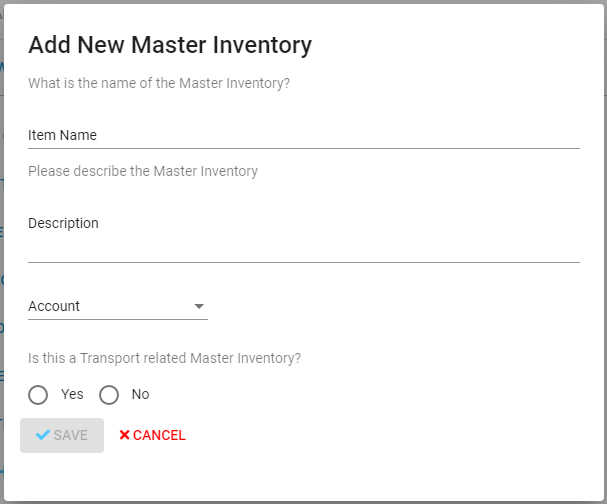 Add New Master Inventory
What is the name of the Master Inventory?
Item Name
Please describe the Master Inventory
Description
Account
Is this a Transport related Master Inventory?
Yes No
SAVE CANCEL